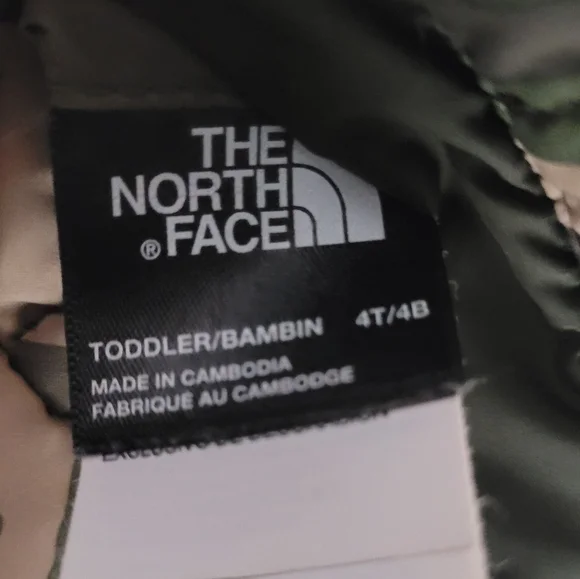 THE
NORTH
® FACE
TODDLER/BAMBIN 4T/4B
MADE IN CAMBODIA
FABRIQUÉ AU CAMBODGE